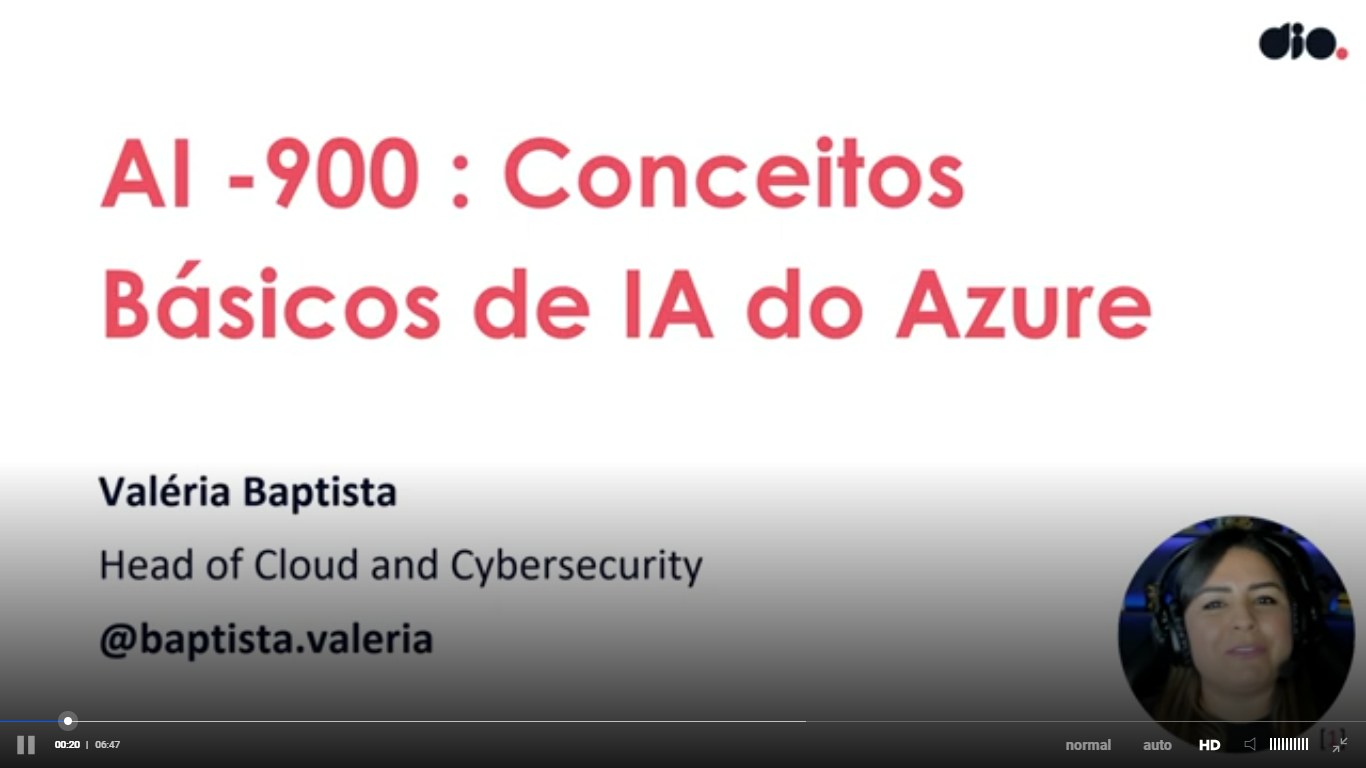 dio.
AI -900 : Conceitos
Básicos de IA do Azure
Valéria Baptista
Head of Cloud and Cybersecurity
@baptista.valeria
00:20 | 06:47
normal auto HD